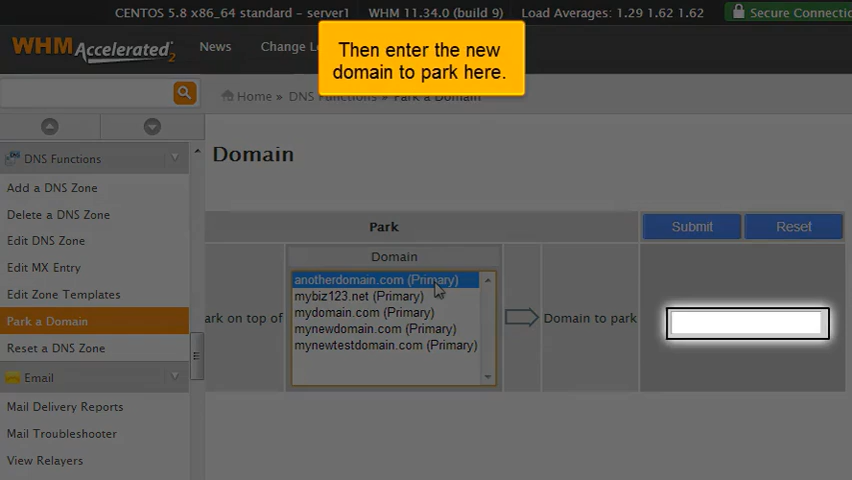 CENTOS 5.8 x86_64 standard - server1 WHM 11.34.0 (build 9) Load Averages: 1.29 1.62 1.62 Secure
WHM Accelerated2 News Change
Then enter the new
domain to park here.
Home » DNS Functions » Park a Domain
DNS Functions
Add a DNS Zone
Delete a DNS Zone
Edit DNS Zone
Edit MX Entry
Edit Zone Templates
Park a Domain
Reset a DNS Zone
Email
Mail Delivery Reports
Mail Troubleshooter
View Relayers
Domain
Park Submit Reset
Domain
anotherdomain.com (Primary)
mybiz123.net (Primary)
mydomain.com (Primary)
mynewdomain.com (Primary)
mynewtestdomain.com (Primary)
ark on top of
Domain to park